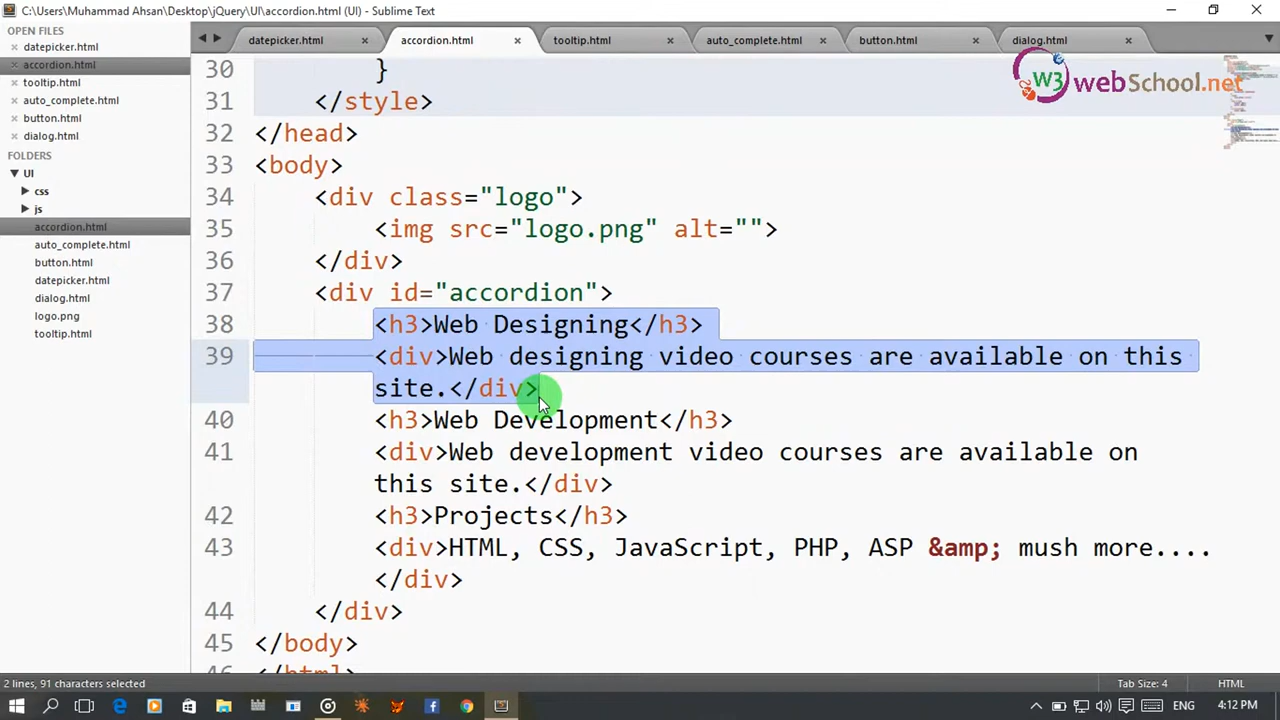 C:\Users\Muhammad Ahsan\Desktop\jQuery\UI\accordion.html (UI) - Sublime Text
OPEN FILES
datepicker.html
accordion.html
tooltip.html
auto_complete.html
button.html
dialog.html
FOLDERS
UI
css
js
accordion.html
auto_complete.html
button.html
datepicker.html
dialog.html
logo.png
tooltip.html
datepicker.html
accordion.html
tooltip.html
auto_complete.html
button.html
dialog.html
W3 webSchool.net
30 }
31 </style>
32 </head>
33 <body>
34 <div class="logo">
35 <img src="logo.png" alt="">
36 </div>
37 <div id="accordion">
38 <h3>Web Designing</h3>
39 <div>Web designing video courses are available on this
site.</div>
40 <h3>Web Development</h3>
41 <div>Web development video courses are available on
this site.</div>
42 <h3>Projects</h3>
43 <div>HTML, CSS, JavaScript, PHP, ASP &amp; mush more....
</div>
44 </div>
45 </body>
46 </html>
2 lines, 91 characters selected
Tab Size: 4
HTML
ENG
4:12 PM